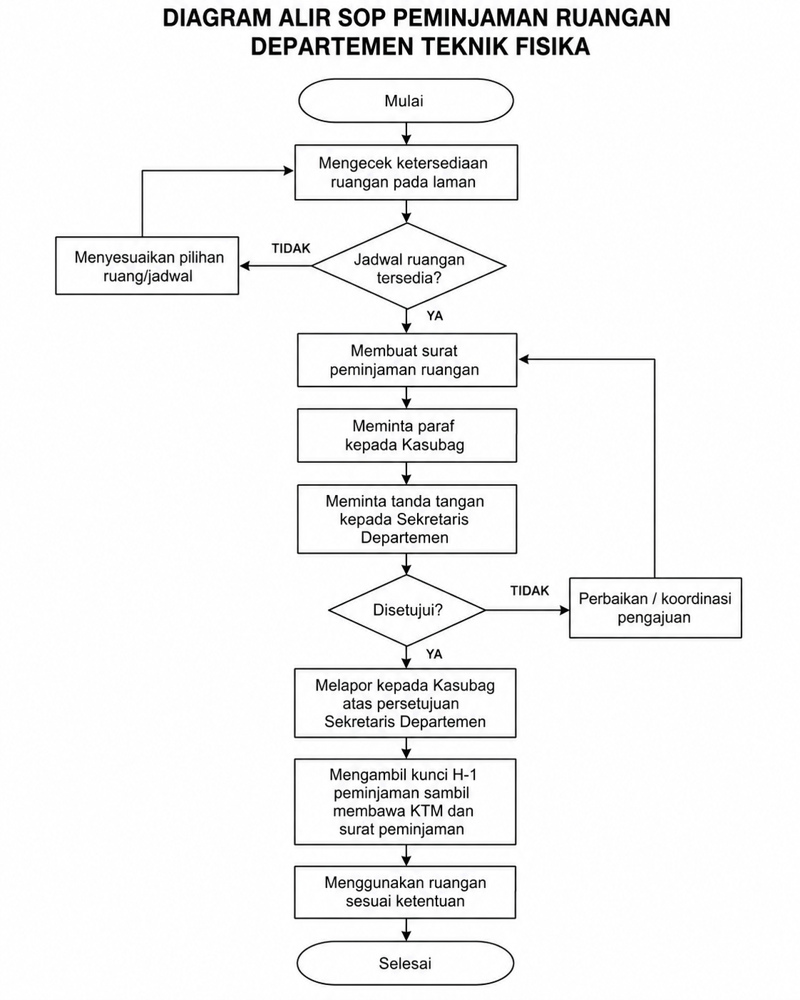 DIAGRAM ALIR SOP PEMINJAMAN RUANGAN
DEPARTEMEN TEKNIK FISIKA
Mulai
Mengecek ketersediaan
ruangan pada laman
Jadwal ruangan
tersedia?
TIDAK
Menyesuaikan pilihan
ruang/jadwal
YA
Membuat surat
peminjaman ruangan
Meminta paraf
kepada Kasubag
Meminta tanda tangan
kepada Sekretaris
Departemen
Disetujui?
TIDAK
Perbaikan / koordinasi
pengajuan
YA
Melapor kepada Kasubag
atas persetujuan
Sekretaris Departemen
Mengambil kunci H-1
peminjaman sambil
membawa KTM dan
surat peminjaman
Menggunakan ruangan
sesuai ketentuan
Selesai